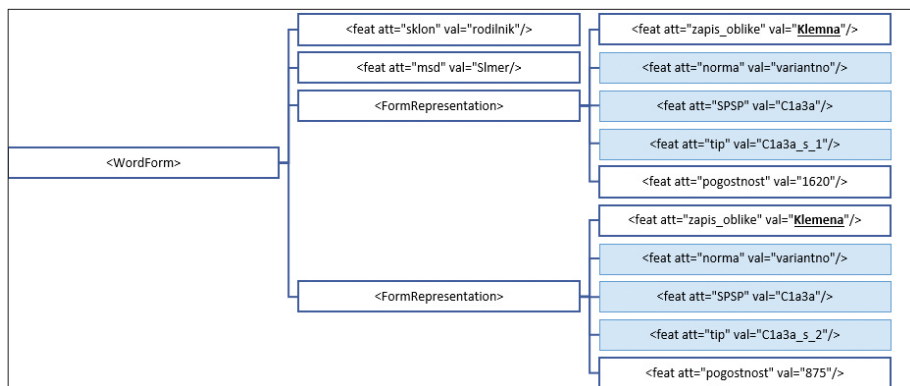 <WordForm>
<feat att="sklon" val="rodilnik"/>
<feat att="msd" val="Slmer/>
<FormRepresentation>
<feat att="zapis_oblike" val="Klemna"/>
<feat att="norma" val="variantno"/>
<feat att="SPSP" val="C1a3a"/>
<feat att="tip" val="C1a3a_s_1"/>
<feat att="pogostnost" val="1620"/>
<FormRepresentation>
<feat att="zapis_oblike" val="Klemena"/>
<feat att="norma" val="variantno"/>
<feat att="SPSP" val="C1a3a"/>
<feat att="tip" val="C1a3a_s_2"/>
<feat att="pogostnost" val="875"/>